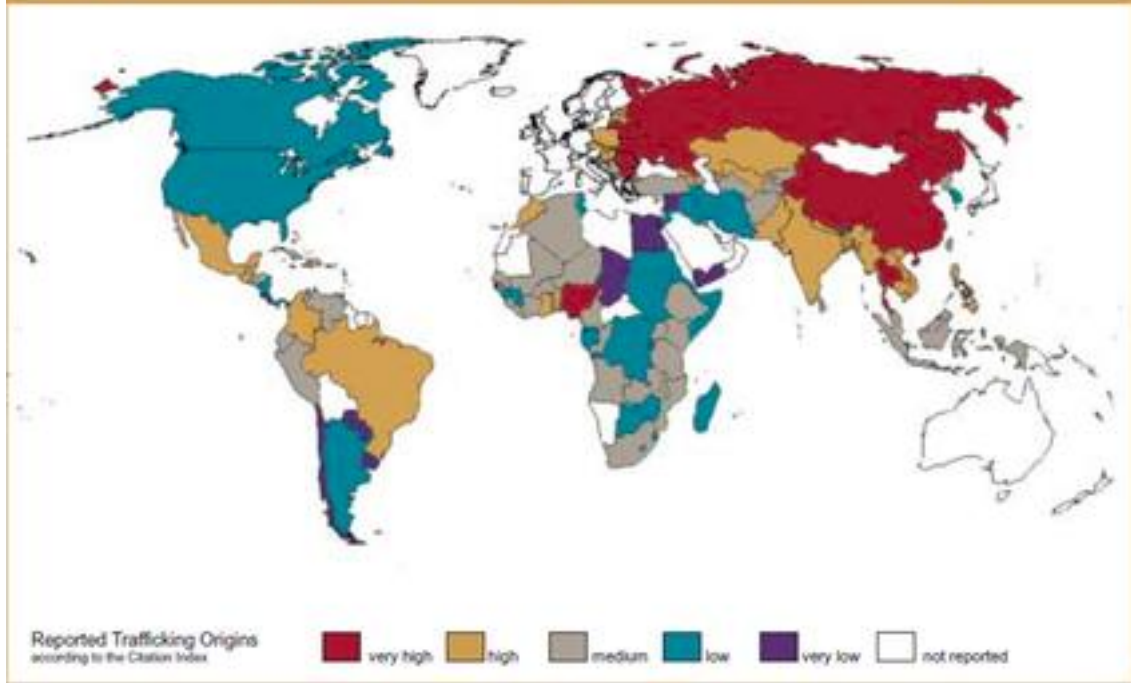 Reported Trafficking Origins
according to the Citation Index
very high
high
medium
low
very low
not reported